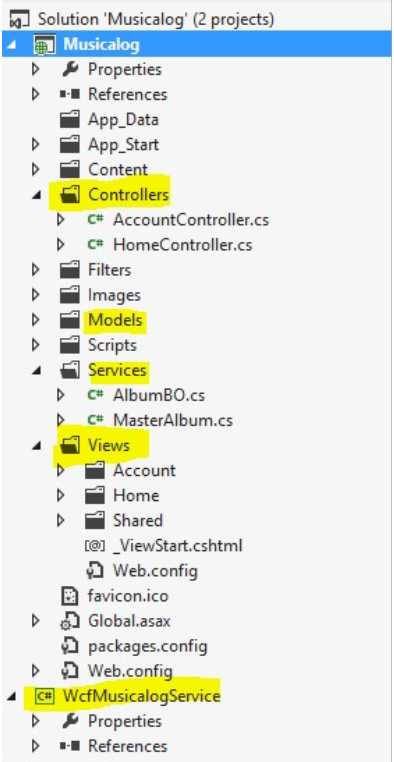 Solution 'Musicalog' (2 projects)
Musicalog
Properties
References
App_Data
App_Start
Content
Controllers
C# AccountController.cs
C# HomeController.cs
Filters
Images
Models
Scripts
Services
C# AlbumBO.cs
C# MasterAlbum.cs
Views
Account
Home
Shared
[@] _ViewStart.cshtml
Web.config
favicon.ico
Global.asax
packages.config
Web.config
C# WcfMusicalogService
Properties
References